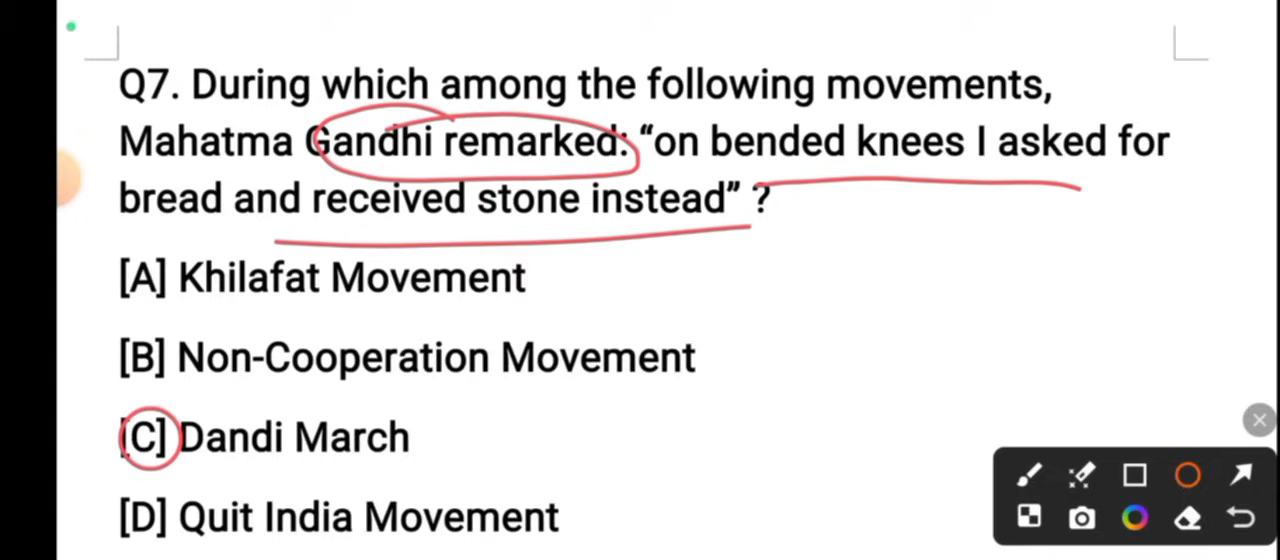 Q7. During which among the following movements,
Mahatma Gandhi remarked: “on bended knees I asked for
bread and received stone instead” ?
[A] Khilafat Movement
[B] Non-Cooperation Movement
[C] Dandi March
[D] Quit India Movement